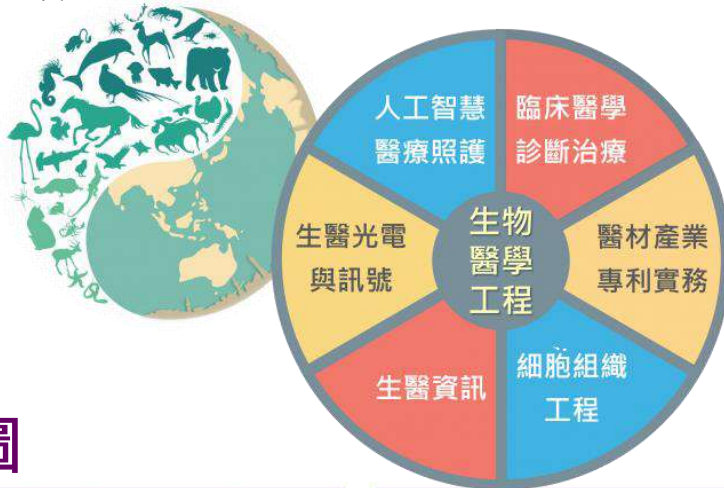 人工智慧
醫療照護
臨床醫學
診斷治療
生醫光電
與訊號
生物
醫學
工程
醫材產業
專利實務
生醫資訊
細胞組織
工程
圖